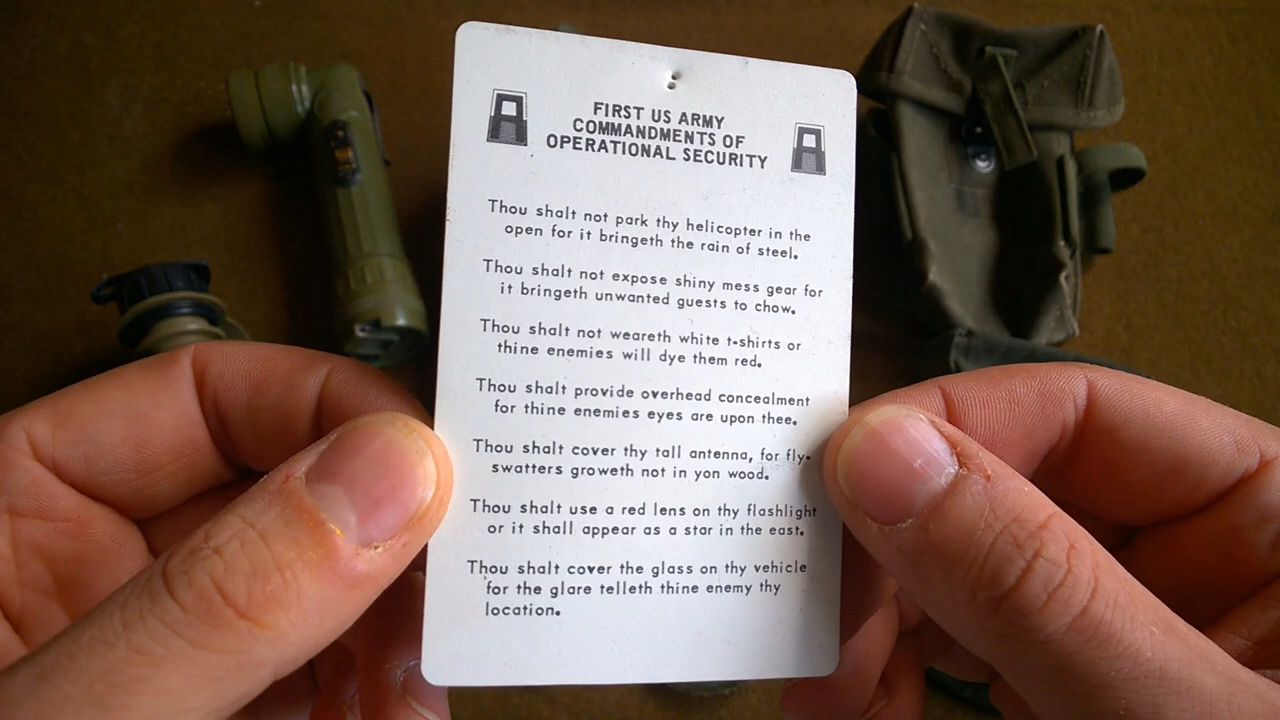 FIRST US ARMY
COMMANDMENTS OF
OPERATIONAL SECURITY
Thou shalt not park thy helicopter in the
open for it bringeth the rain of steel.
Thou shalt not expose shiny mess gear for
it bringeth unwanted guests to chow.
Thou shalt not weareth white t-shirts or
thine enemies will dye them red.
Thou shalt provide overhead concealment
for thine enemies eyes are upon thee.
Thou shalt cover thy tall antenna, for fly-
swatters groweth not in yon wood.
Thou shalt use a red lens on thy flashlight
or it shall appear as a star in the east.
Thou shalt cover the glass on thy vehicle
for the glare telleth thine enemy thy
location.